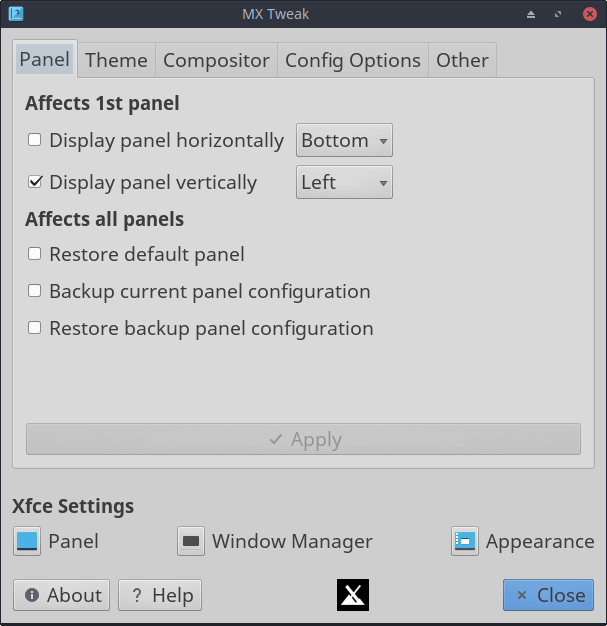 MX Tweak
Panel Theme Compositor Config Options Other
Affects 1st panel
Display panel horizontally Bottom
Display panel vertically Left
Affects all panels
Restore default panel
Backup current panel configuration
Restore backup panel configuration
Apply
Xfce Settings
Panel Window Manager Appearance
About ? Help Close